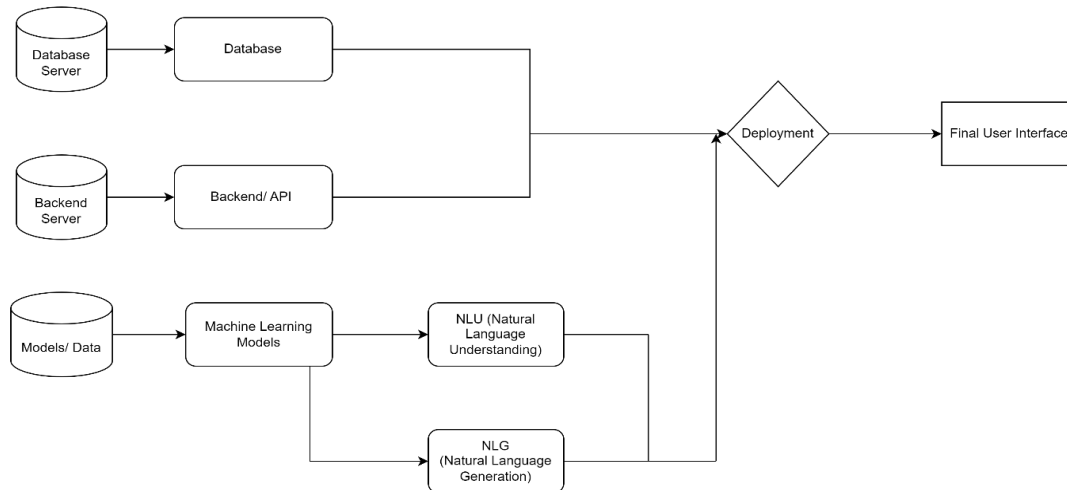 Database
Server
Database
Deployment
Final User Interface
Backend
Server
Backend/ API
Models/ Data
Machine Learning
Models
NLU (Natural
Language
Understanding)
NLG
(Natural Language
Generation)